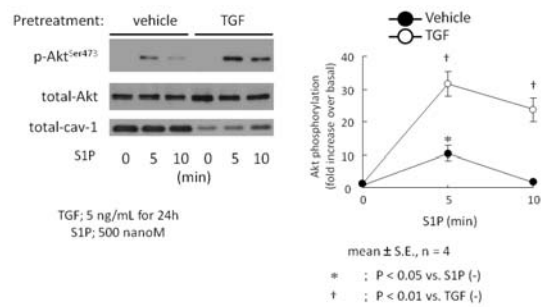 Pretreatment: vehicle TGF
p-Akt Ser473
total-Akt
total-cav-1
S1P 0 5 10 0 5 10
(min)
TGF; 5 ng/mL for 24h
S1P; 500 nanoM
Vehicle
TGF
Akt phosphorylation
(fold increase over basal)
40
30
20
10
0
†
†
*
0 5 10
S1P (min)
mean ± S.E., n = 4
* ; P < 0.05 vs. S1P (-)
† ; P < 0.01 vs. TGF (-)